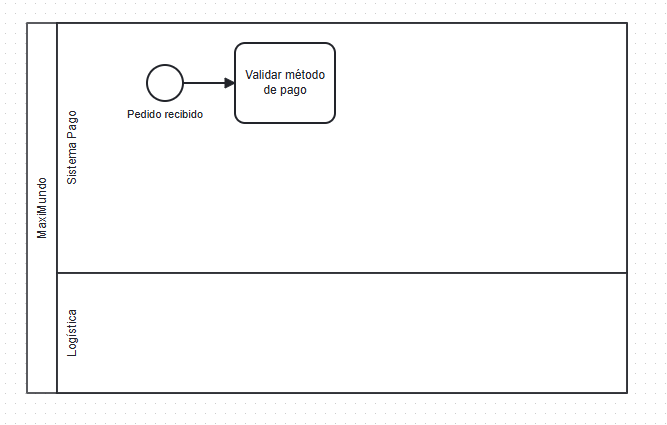 MaxiMundo
Sistema Pago
Pedido recibido
Validar método
de pago
Logística